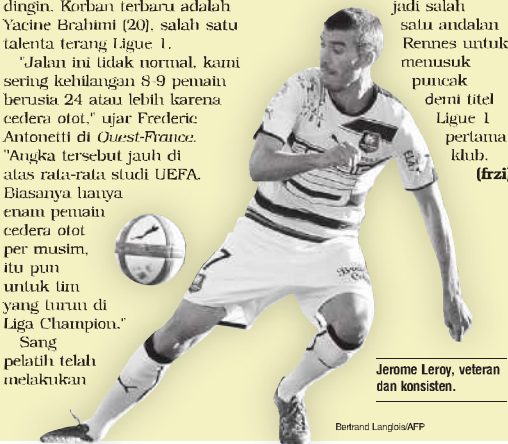 dingin. Korban terbaru adalah
Yacine Brahimi (20), salah satu
talenta terang Ligue 1.
"Jalan ini tidak normal, kami
sering kehilangan 8-9 pemain
berusia 24 atau lebih karena
cedera otot," ujar Frederic
Antonetti di Ouest-France.
"Angka tersebut jauh di
atas rata-rata studi UEFA.
Biasanya hanya
enam pemain
cedera otot
per musim,
itu pun
untuk tim
yang turun di
Liga Champion."
Sang
pelatih telah
melakukan
jadi salah
satu andalan
Rennes untuk
menusuk
puncak
demi titel
Ligue 1
pertama
klub.
(frzi)
7
Jerome Leroy, veteran
dan konsisten.
Bertrand Langlois/AFP